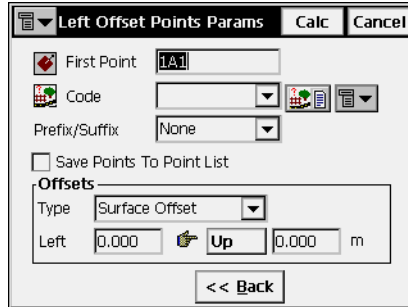 Left Offset Points Params Calc Cancel
First Point 1A1
Code
Prefix/Suffix None
Save Points To Point List
Offsets
Type Surface Offset
Left 0.000 Up 0.000 m
<< Back